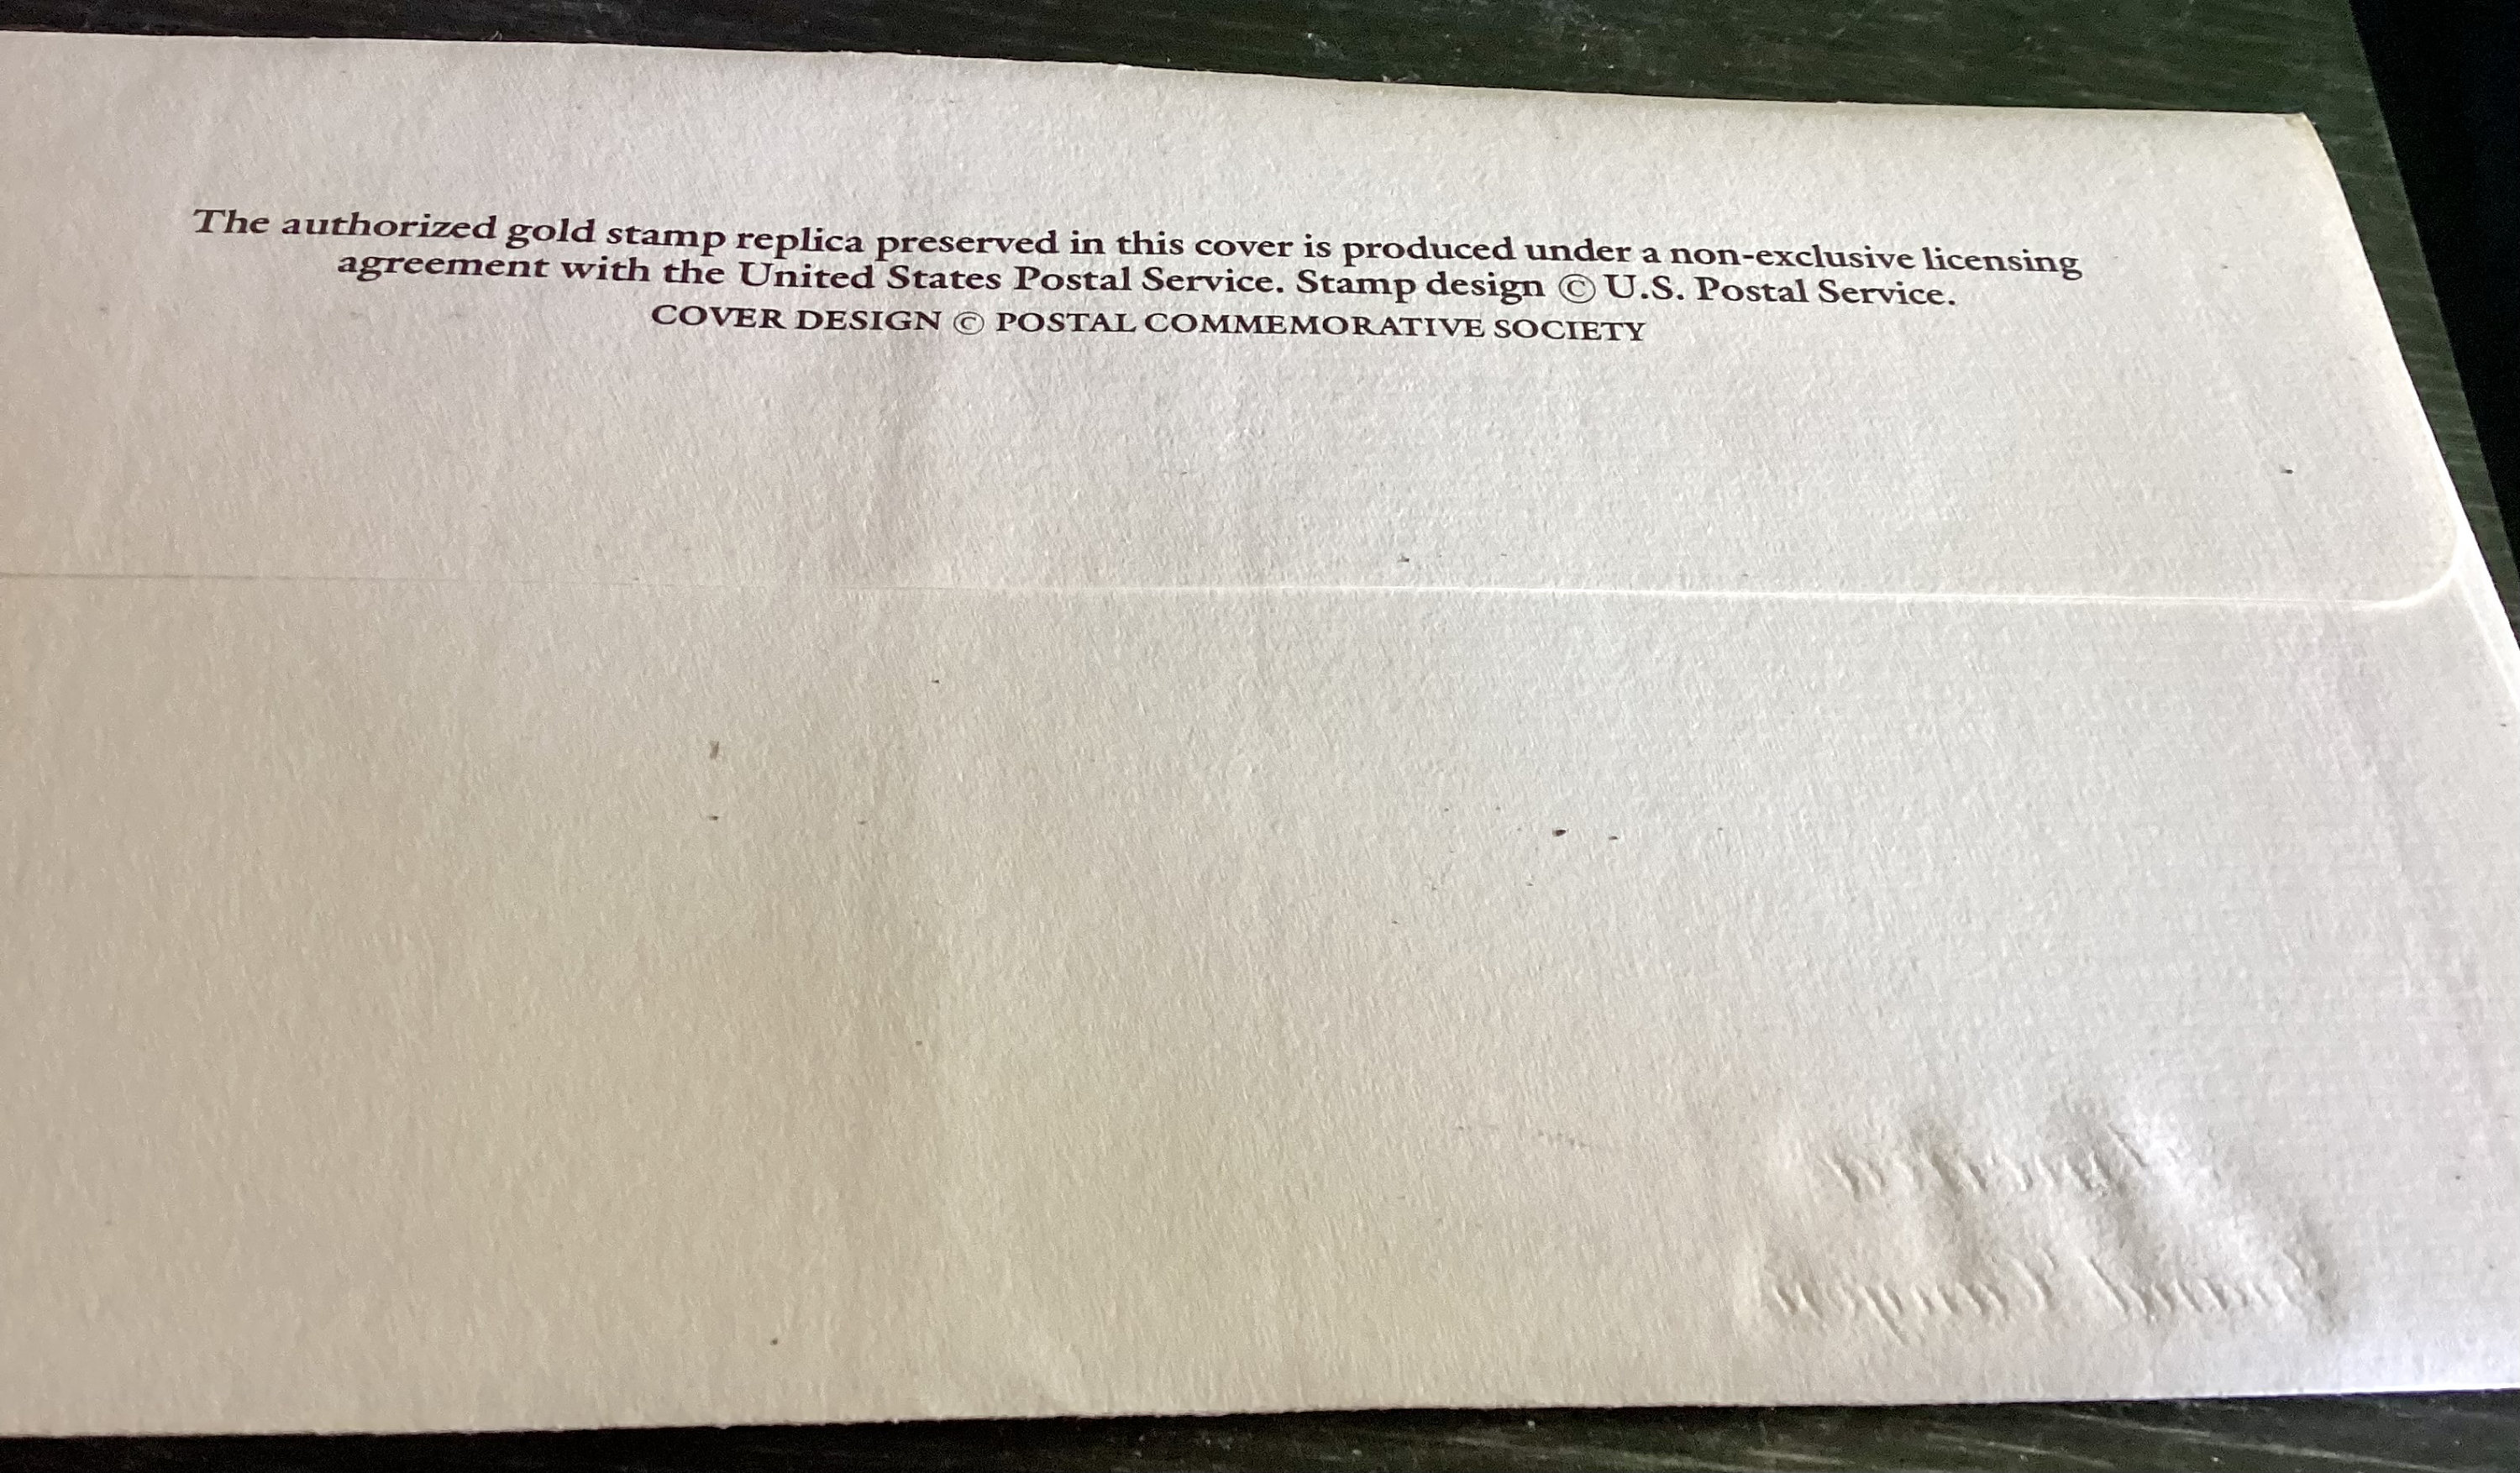 The authorized gold stamp replica preserved in this cover is produced under a non-exclusive licensing
agreement with the United States Postal Service. Stamp design © U.S. Postal Service.
COVER DESIGN © POSTAL COMMEMORATIVE SOCIETY